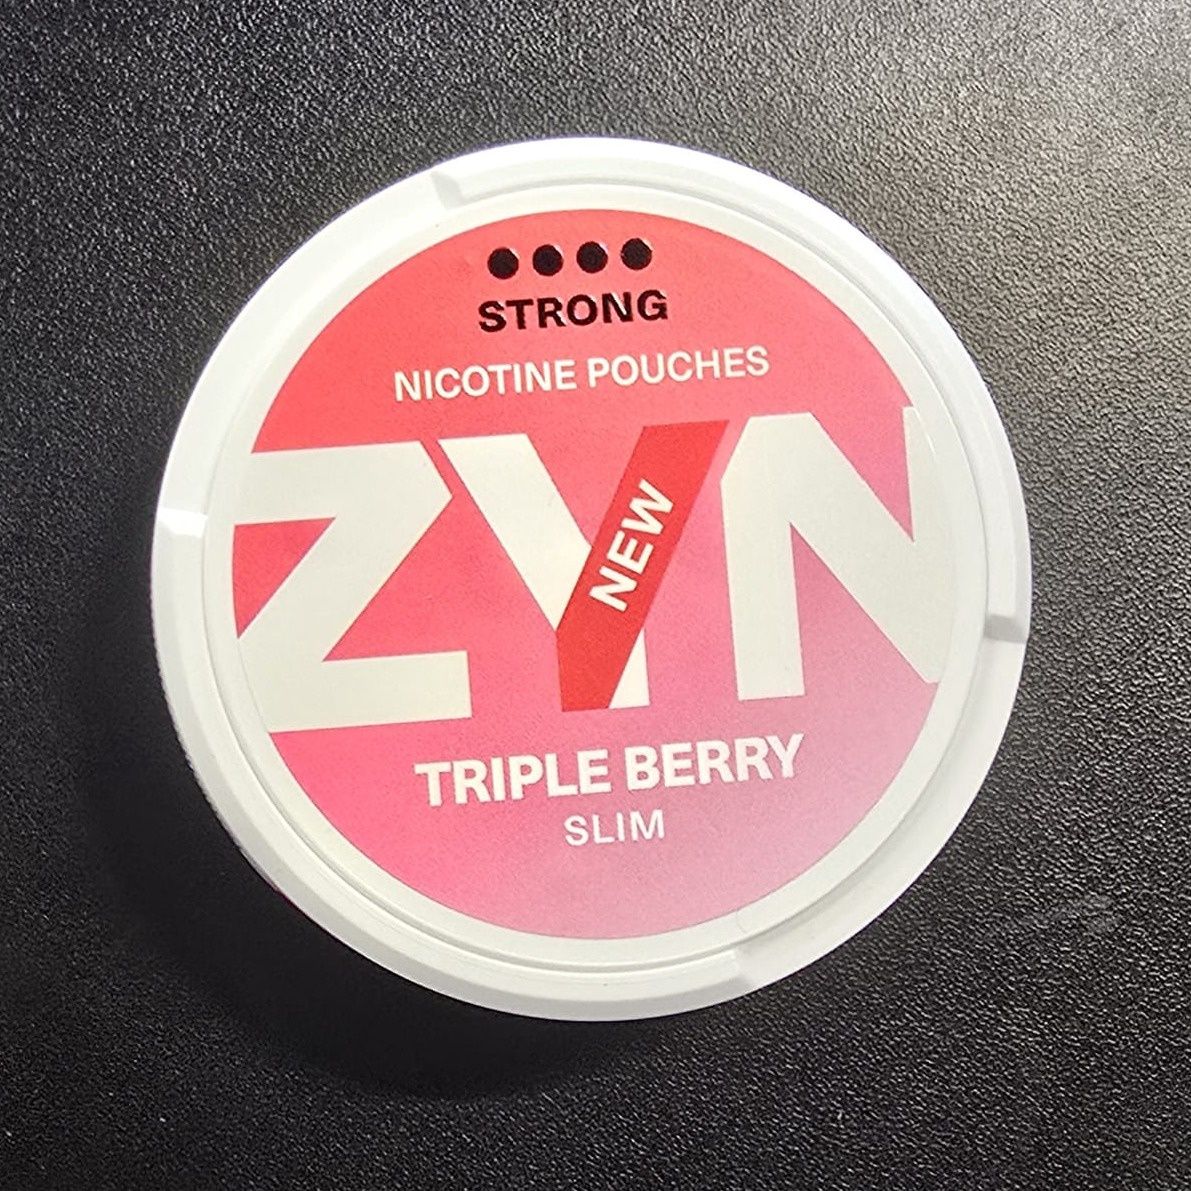 STRONG
NICOTINE POUCHES
ZYN
NEW
TRIPLE BERRY
SLIM